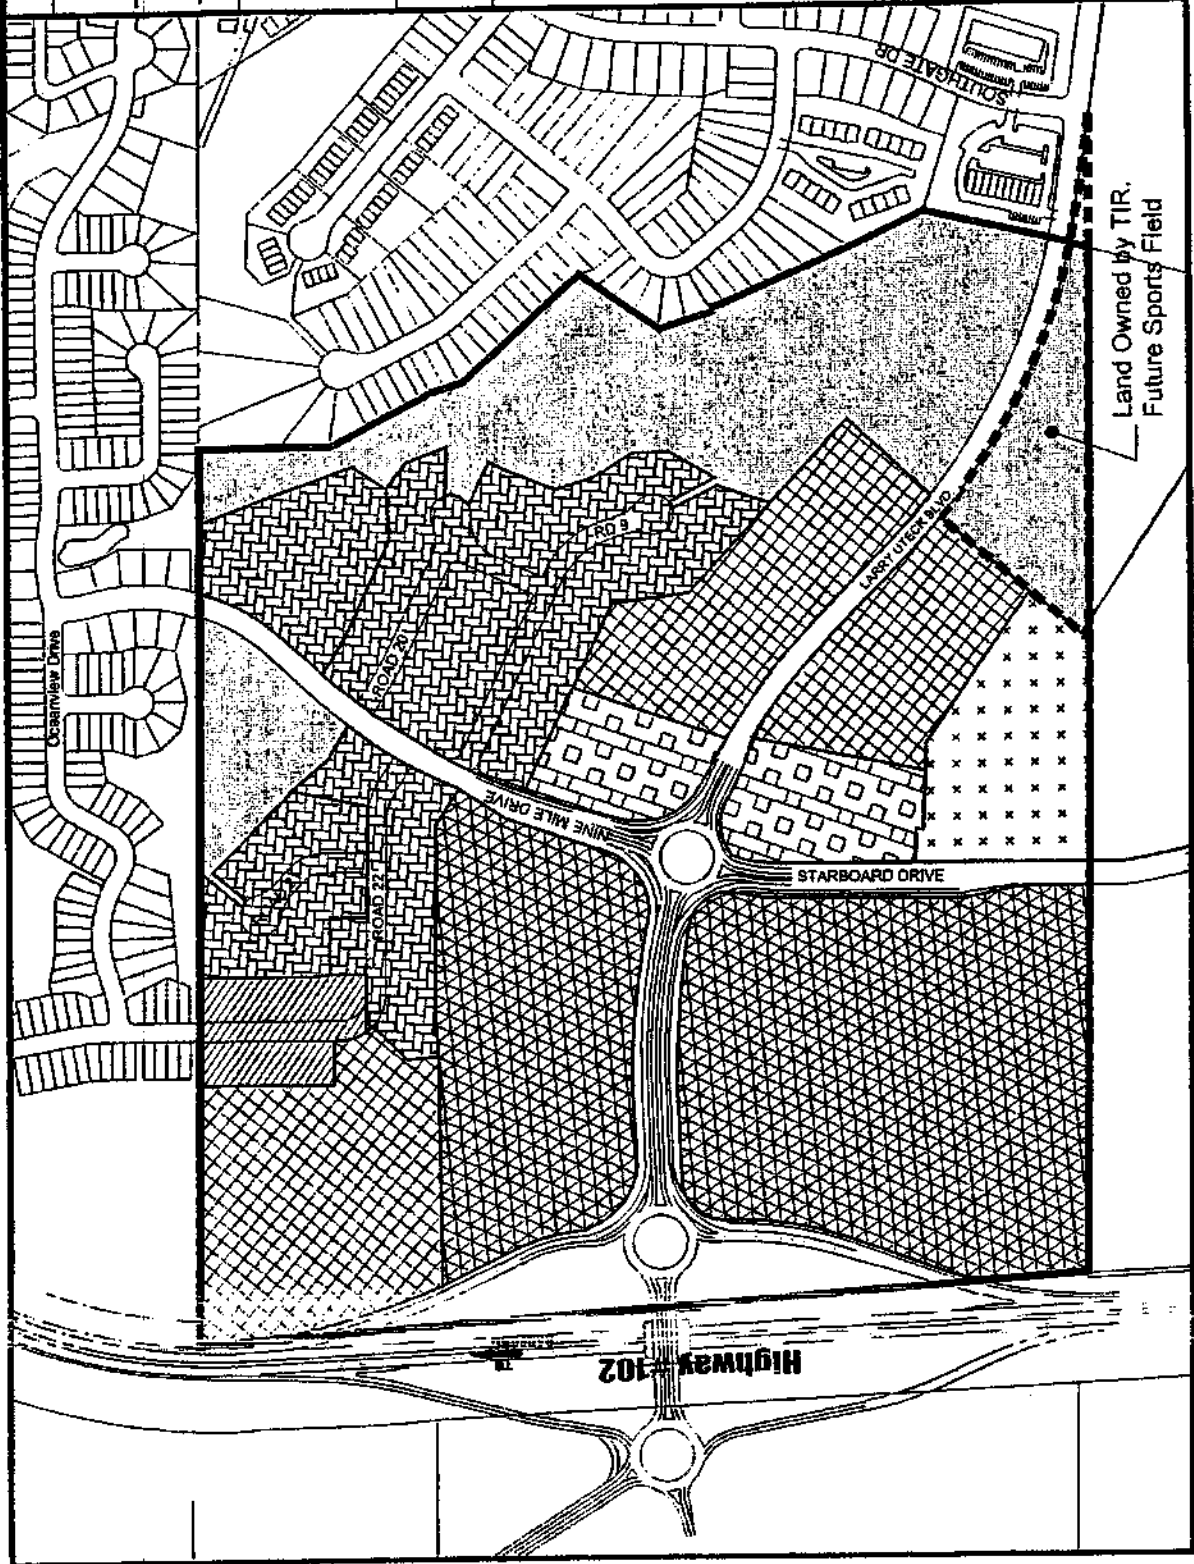 SOUTHGATE DR
Land Owned by TIR.
Future Sports Field
RD 9
LARRY UTECK BLVD
ROAD 20
Oceanview Drive
NINE MILE DRIVE
STARBOARD DRIVE
ROAD 22
Highway 102